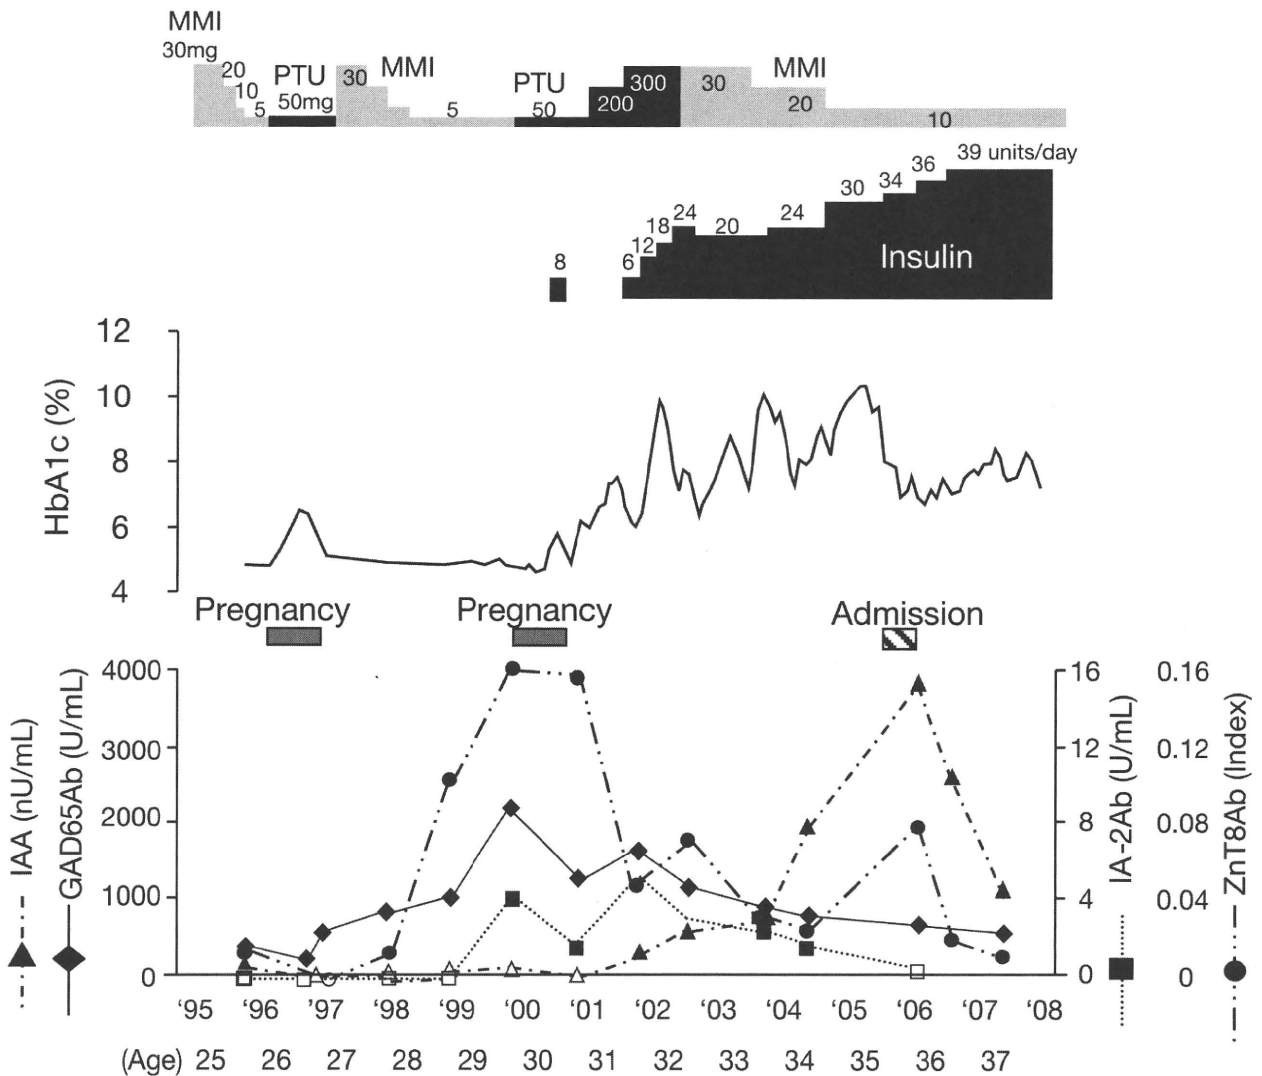 MMI
30mg
20
10
5
PTU
50mg
30
MMI
5
PTU
50
200
300
30
MMI
20
10
8
6
12
18
24
20
24
30
34
36
39 units/day
Insulin
HbA1c (%)
12
10
8
6
4
Pregnancy
Pregnancy
Admission
IAA (nU/mL)
GAD65Ab (U/mL)
4000
3000
2000
1000
0
16
12
8
4
0
IA-2Ab (U/mL)
0.16
0.12
0.08
0.04
0
ZnT8Ab (Index)
‘95 ‘96 ‘97 ‘98 ‘99 ‘00 ‘01 ‘02 ‘03 ‘04 ‘05 ‘06 ‘07 ‘08
(Age) 25 26 27 28 29 30 31 32 33 34 35 36 37